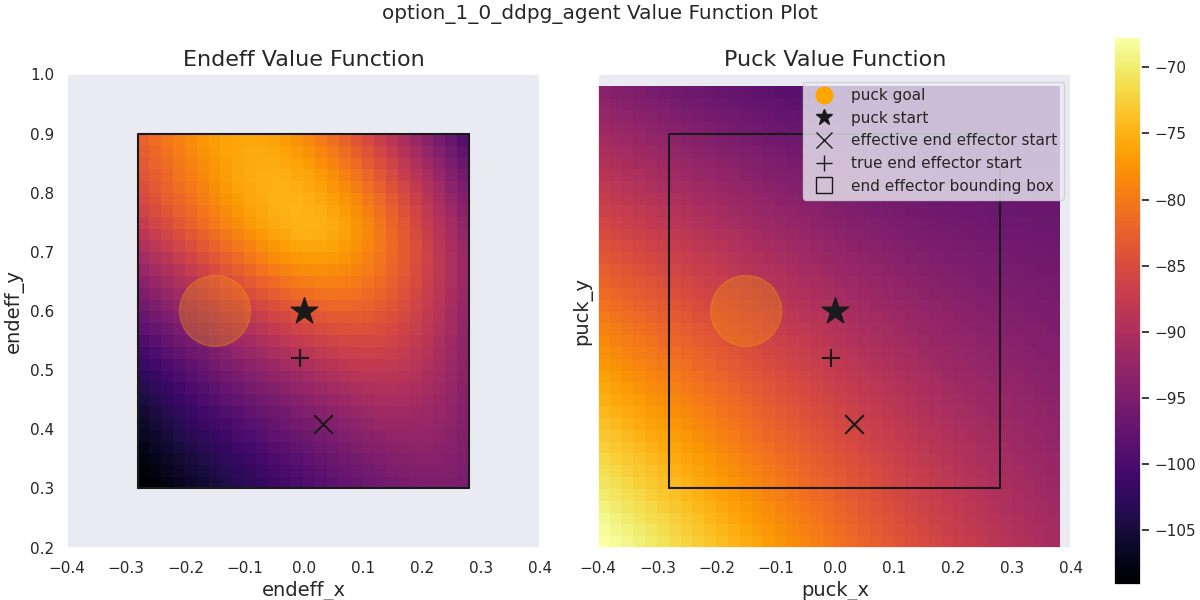 option_1_0_ddpg_agent Value Function Plot
Endeff Value Function
Puck Value Function
1.0
0.9
0.8
0.7
0.6
0.5
0.4
0.3
0.2
endeff_y
−0.4 −0.3 −0.2 −0.1 0.0 0.1 0.2 0.3 0.4
endeff_x
puck_y
puck goal
puck start
effective end effector start
true end effector start
end effector bounding box
−0.4 −0.3 −0.2 −0.1 0.0 0.1 0.2 0.3 0.4
puck_x
−70
−75
−80
−85
−90
−95
−100
−105